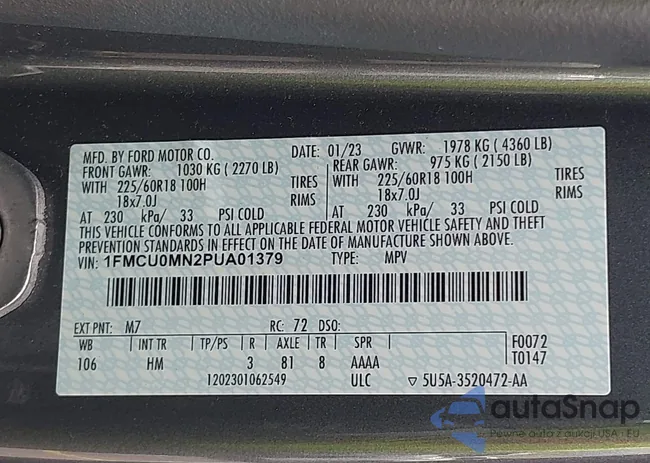 MFD. BY FORD MOTOR CO. DATE: 01/23 GVWR: 1978 KG ( 4360 LB)
FRONT GAWR: 1030 KG ( 2270 LB) REAR GAWR: 975 KG ( 2150 LB)
WITH 225/60R18 100H TIRES WITH 225/60R18 100H TIRES
18x7.0J RIMS 18x7.0J RIMS
AT 230 kPa/ 33 PSI COLD AT 230 kPa/ 33 PSI COLD
THIS VEHICLE CONFORMS TO ALL APPLICABLE FEDERAL MOTOR VEHICLE SAFETY AND THEFT
PREVENTION STANDARDS IN EFFECT ON THE DATE OF MANUFACTURE SHOWN ABOVE.
VIN: 1FMCU0MN2PUA01379 TYPE: MPV
EXT PNT: M7 RC: 72 DSO:
WB INT TR TP/PS R AXLE TR SPR F0072
106 HM 3 81 8 AAAA T0147
1202301062549 ULC ▽ 5U5A-3520472-AA
autaSnap
Pewne auta z aukcji USA · EU